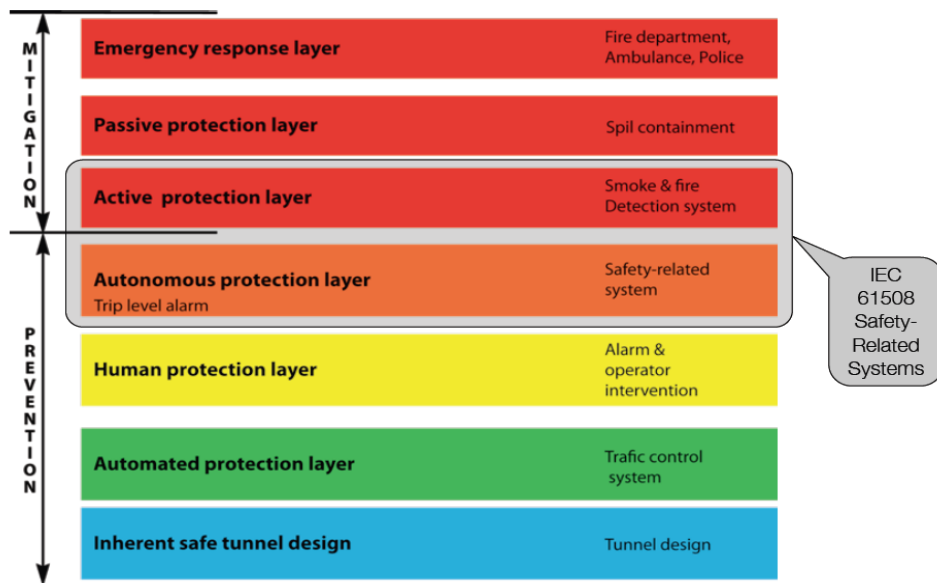 MITIGATION
Emergency response layer
Fire department,
Ambulance, Police
Passive protection layer
Spil containment
Active protection layer
Smoke & fire
Detection system
PREVENTION
Autonomous protection layer
Trip level alarm
Safety-related
system
IEC
61508
Safety-
Related
Systems
Human protection layer
Alarm &
operator
intervention
Automated protection layer
Trafic control
system
Inherent safe tunnel design
Tunnel design